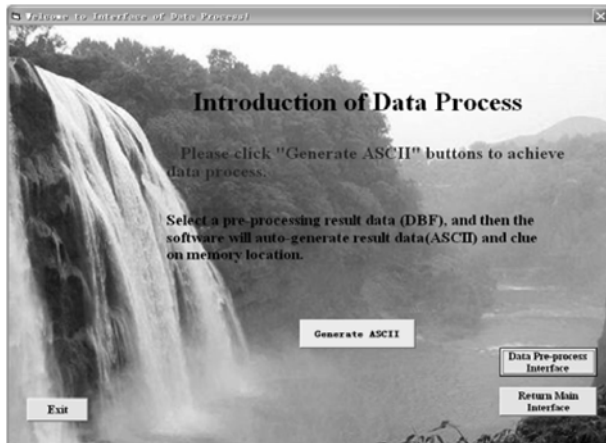 Welcome to Interface of Data Process!
Introduction of Data Process
Please click "Generate ASCII" buttons to achieve
data process.
Select a pre-processing result data (DBF), and then the
software will auto-generate result data(ASCII) and clue
on memory location.
Generate ASCII
Data Pre-process
Interface
Exit
Return Main
Interface